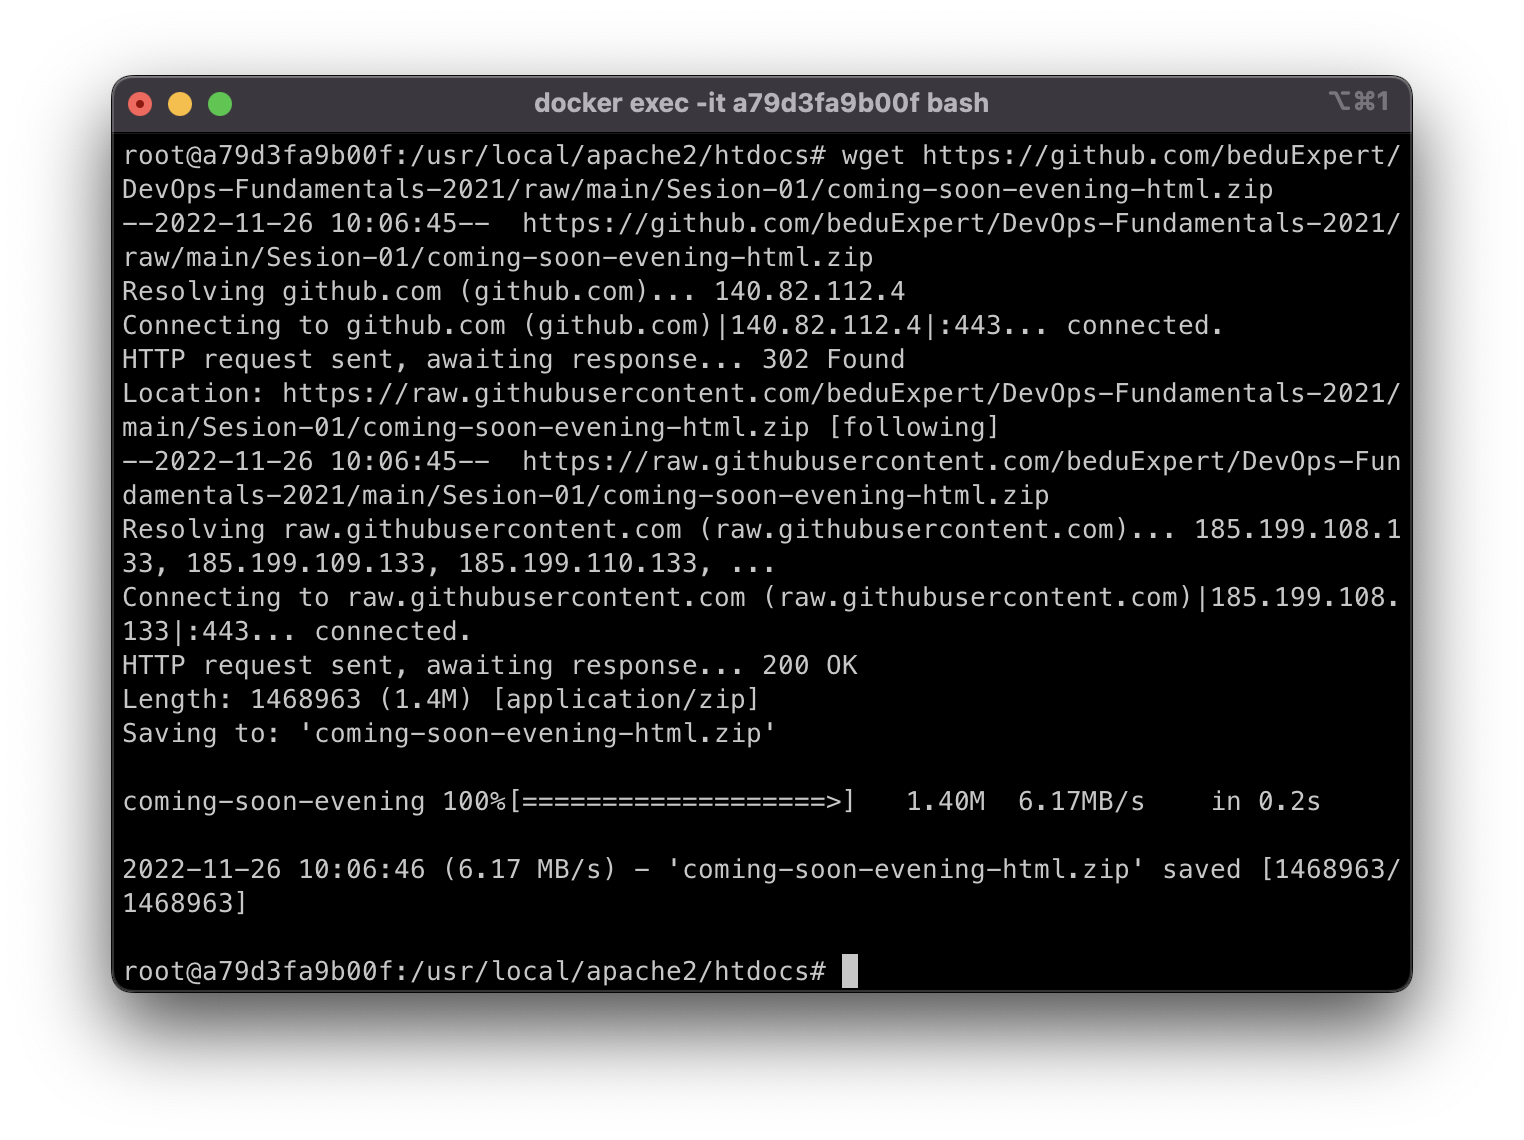 docker exec -it a79d3fa9b00f bash
⌥⌘1
root@a79d3fa9b00f:/usr/local/apache2/htdocs# wget https://github.com/beduExpert/
DevOps-Fundamentals-2021/raw/main/Sesion-01/coming-soon-evening-html.zip
--2022-11-26 10:06:45--  https://github.com/beduExpert/DevOps-Fundamentals-2021/
raw/main/Sesion-01/coming-soon-evening-html.zip
Resolving github.com (github.com)... 140.82.112.4
Connecting to github.com (github.com)|140.82.112.4|:443... connected.
HTTP request sent, awaiting response... 302 Found
Location: https://raw.githubusercontent.com/beduExpert/DevOps-Fundamentals-2021/
main/Sesion-01/coming-soon-evening-html.zip [following]
--2022-11-26 10:06:45--  https://raw.githubusercontent.com/beduExpert/DevOps-Fun
damentals-2021/main/Sesion-01/coming-soon-evening-html.zip
Resolving raw.githubusercontent.com (raw.githubusercontent.com)... 185.199.108.1
33, 185.199.109.133, 185.199.110.133, ...
Connecting to raw.githubusercontent.com (raw.githubusercontent.com)|185.199.108.
133|:443... connected.
HTTP request sent, awaiting response... 200 OK
Length: 1468963 (1.4M) [application/zip]
Saving to: 'coming-soon-evening-html.zip'
coming-soon-evening 100%[===================>]   1.40M  6.17MB/s    in 0.2s
2022-11-26 10:06:46 (6.17 MB/s) - 'coming-soon-evening-html.zip' saved [1468963/
1468963]
root@a79d3fa9b00f:/usr/local/apache2/htdocs#